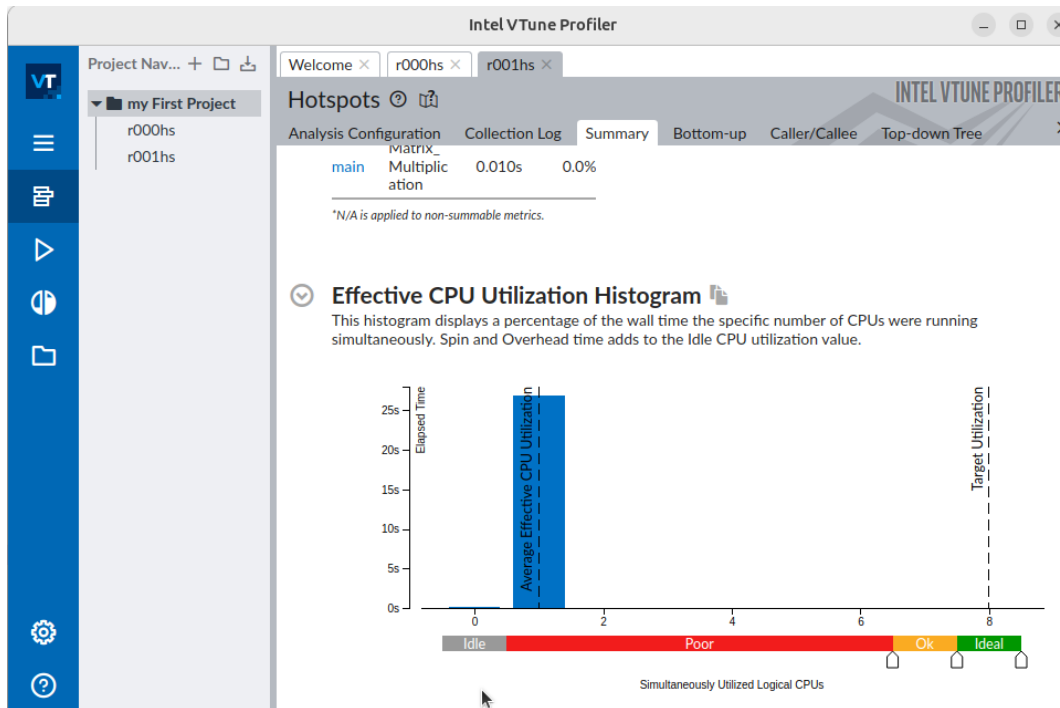 Intel VTune Profiler
VT
Project Nav...
my First Project
r000hs
r001hs
Welcome
r000hs
r001hs
Hotspots
INTEL VTUNE PROFILER
Analysis Configuration Collection Log Summary Bottom-up Caller/Callee Top-down Tree
main Matrix_ 0.010s 0.0%
Multiplic
ation
*N/A is applied to non-summable metrics.
Effective CPU Utilization Histogram
This histogram displays a percentage of the wall time the specific number of CPUs were running
simultaneously. Spin and Overhead time adds to the Idle CPU utilization value.
Elapsed Time
25s
20s
15s
10s
5s
0s
Average Effective CPU Utilization
Target Utilization
0 2 4 6 8
Idle Poor Ok Ideal
Simultaneously Utilized Logical CPUs